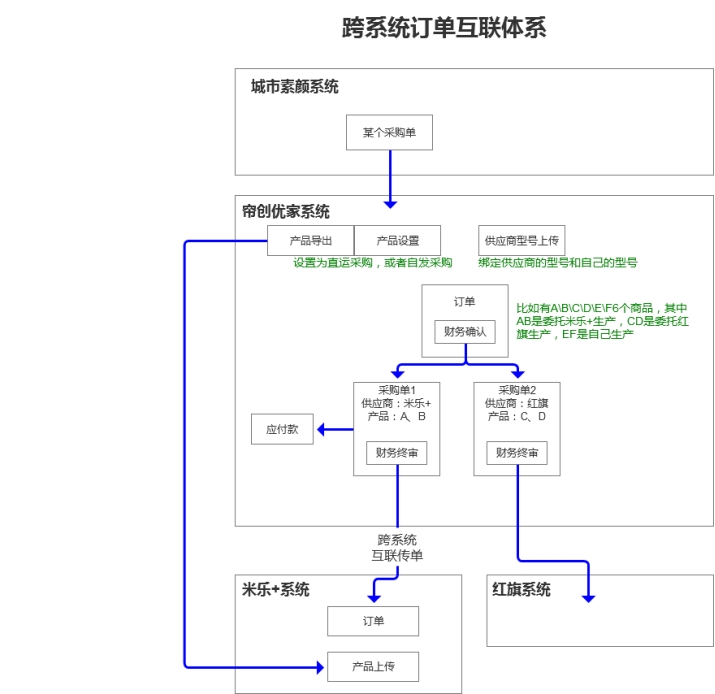 跨系统订单互联体系
城市素颜系统
某个采购单
帘创优家系统
产品导出
产品设置
供应商型号上传
设置为直运采购，或者自发采购
绑定供应商的型号和自己的型号
订单
财务确认
比如有A\B\C\D\E\F6个商品，其中
AB是委托米乐+生产，CD是委托红
旗生产，EF是自己生产
采购单1
供应商：米乐+
产品：A、B
财务终审
采购单2
供应商：红旗
产品：C、D
财务终审
应付款
跨系统
互联传单
米乐+系统
订单
产品上传
红旗系统